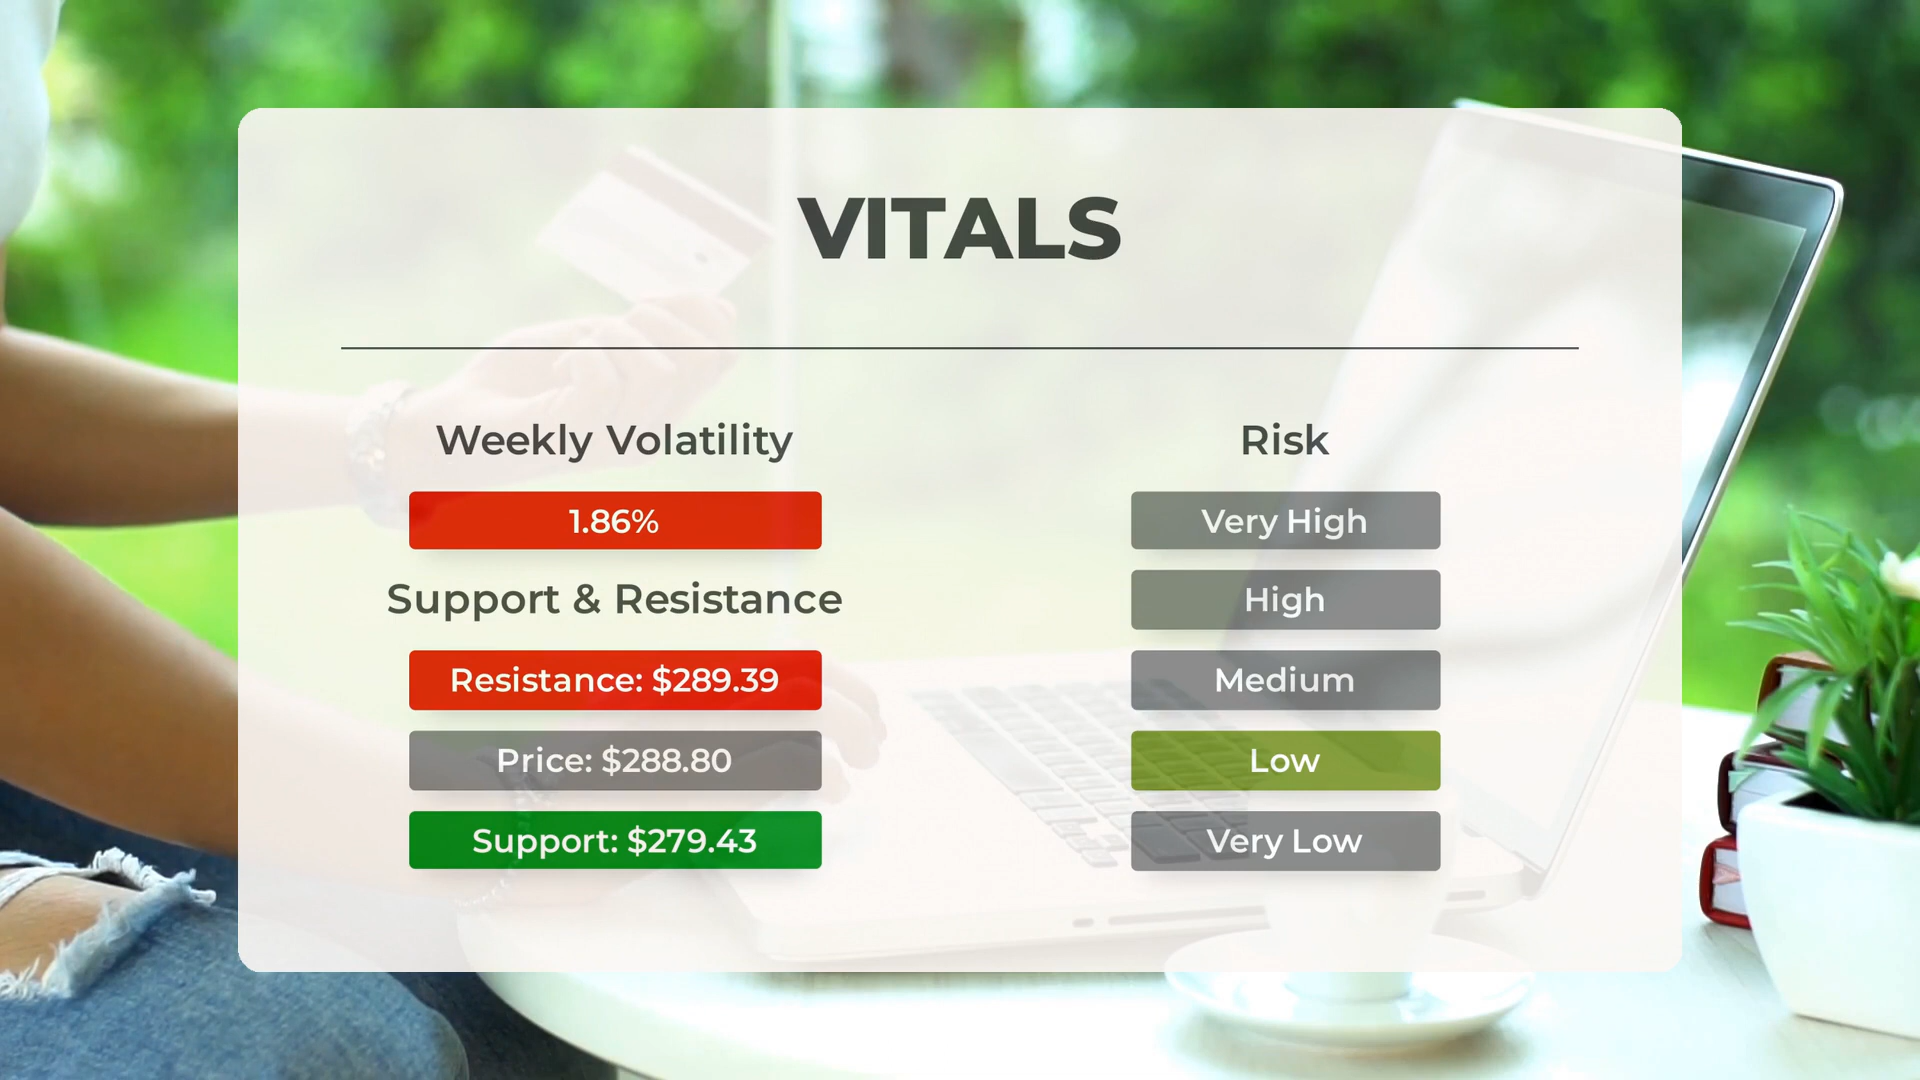 VITALS
Weekly Volatility
1.86%
Support & Resistance
Resistance: $289.39
Price: $288.80
Support: $279.43
Risk
Very High
High
Medium
Low
Very Low